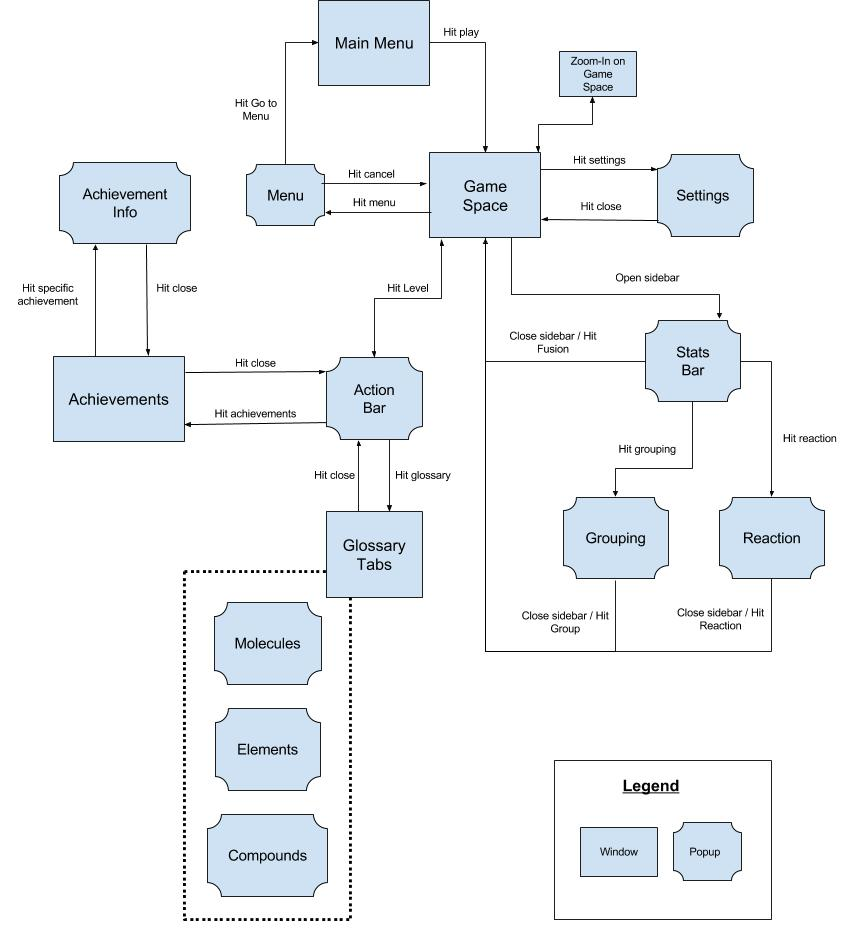 Main Menu
Hit play
Zoom-In on
Game
Space
Hit Go to
Menu
Achievement
Info
Menu
Hit cancel
Hit menu
Game
Space
Hit settings
Hit close
Settings
Hit specific
achievement
Hit close
Hit Level
Open sidebar
Close sidebar / Hit
Fusion
Stats
Bar
Achievements
Hit close
Hit achievements
Action
Bar
Hit grouping
Hit reaction
Hit close
Hit glossary
Glossary
Tabs
Grouping
Reaction
Close sidebar / Hit
Group
Close sidebar / Hit
Reaction
Molecules
Elements
Compounds
Legend
Window
Popup